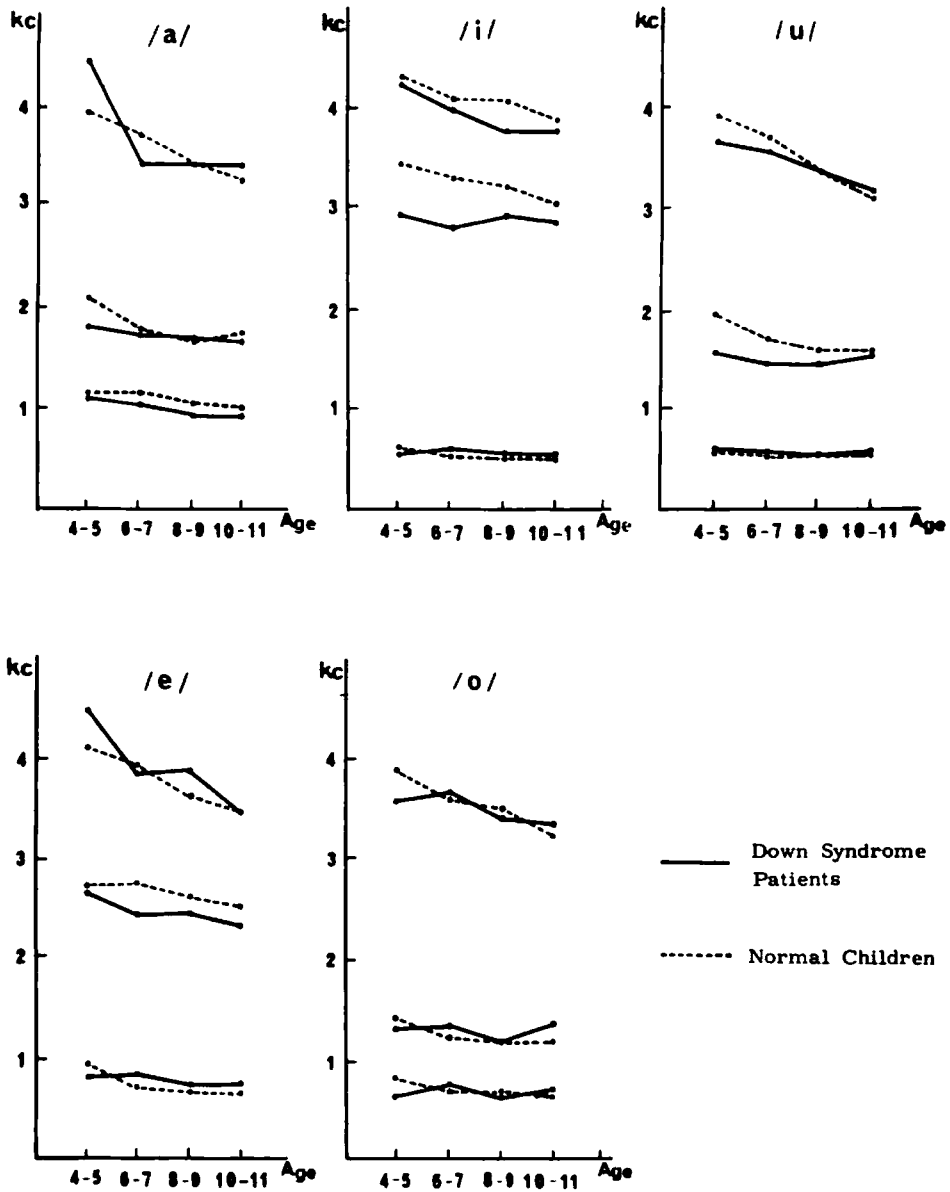 kc
/a/
4
3
2
1
4-5 6-7 8-9 10-11 Age
kc
/i/
4
3
2
1
4-5 6-7 8-9 10-11 Age
kc
/u/
4
3
2
1
4-5 6-7 8-9 10-11 Age
kc
/e/
4
3
2
1
4-5 6-7 8-9 10-11 Age
kc
/o/
4
3
2
1
4-5 6-7 8-9 10-11 Age
Down Syndrome
Patients
Normal Children